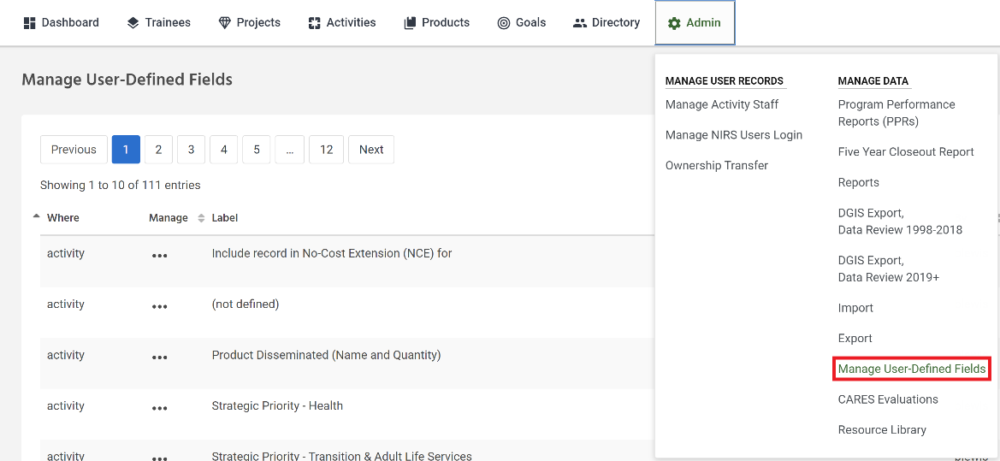 Dashboard Trainees Projects Activities Products Goals Directory Admin
Manage User-Defined Fields
Previous 1 2 3 4 5 ... 12 Next
Showing 1 to 10 of 111 entries
Where Manage Label
activity ••• Include record in No-Cost Extension (NCE) for
activity ••• (not defined)
activity ••• Product Disseminated (Name and Quantity)
activity ••• Strategic Priority - Health
activity ••• Strategic Priority - Transition & Adult Life Services
MANAGE USER RECORDS
Manage Activity Staff
Manage NIRS Users Login
Ownership Transfer
MANAGE DATA
Program Performance
Reports (PPRs)
Five Year Closeout Report
Reports
DGIS Export,
Data Review 1998-2018
DGIS Export,
Data Review 2019+
Import
Export
Manage User-Defined Fields
CARES Evaluations
Resource Library